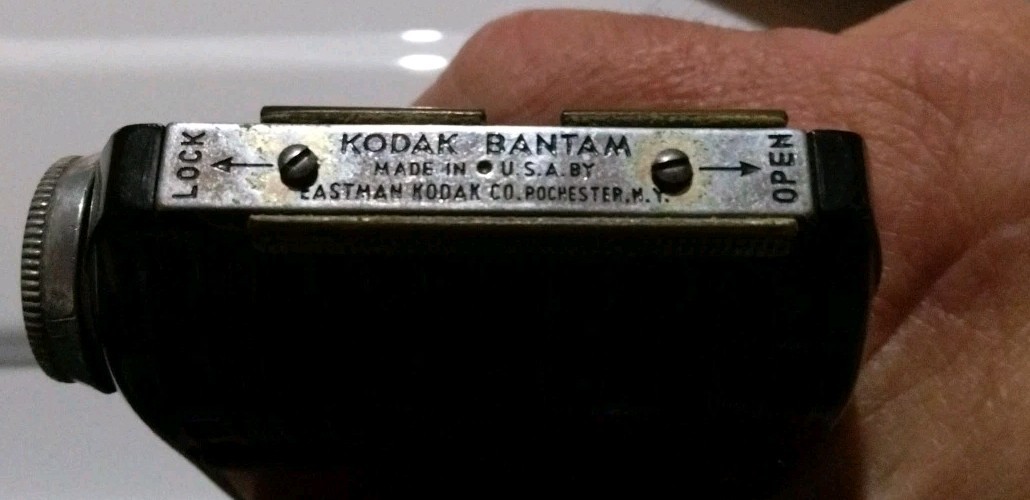 LOCK
KODAK BANTAM
MADE IN U.S.A. BY
EASTMAN KODAK CO. ROCHESTER, N.Y.
OPEN